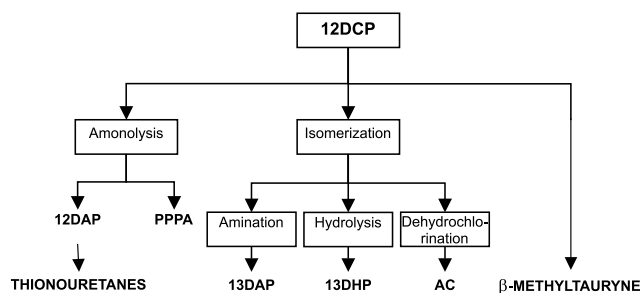 12DCP
Amonolysis
Isomerization
12DAP
PPPA
Amination
Hydrolysis
Dehydrochlo-
rination
THIONOURETANES
13DAP
13DHP
AC
β-METHYLTAURYNE